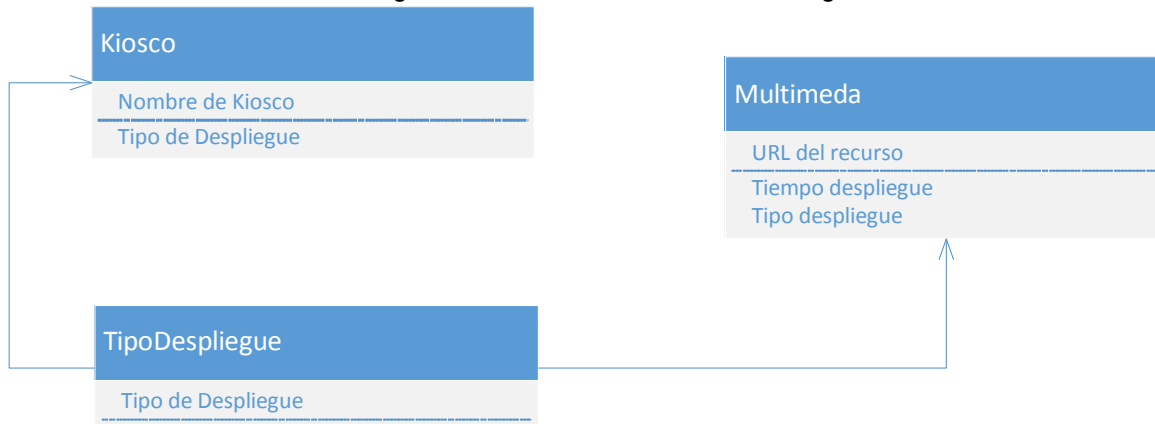 Kiosco
Nombre de Kiosco
Tipo de Despliegue
Multimeda
URL del recurso
Tiempo despliegue
Tipo despliegue
TipoDespliegue
Tipo de Despliegue